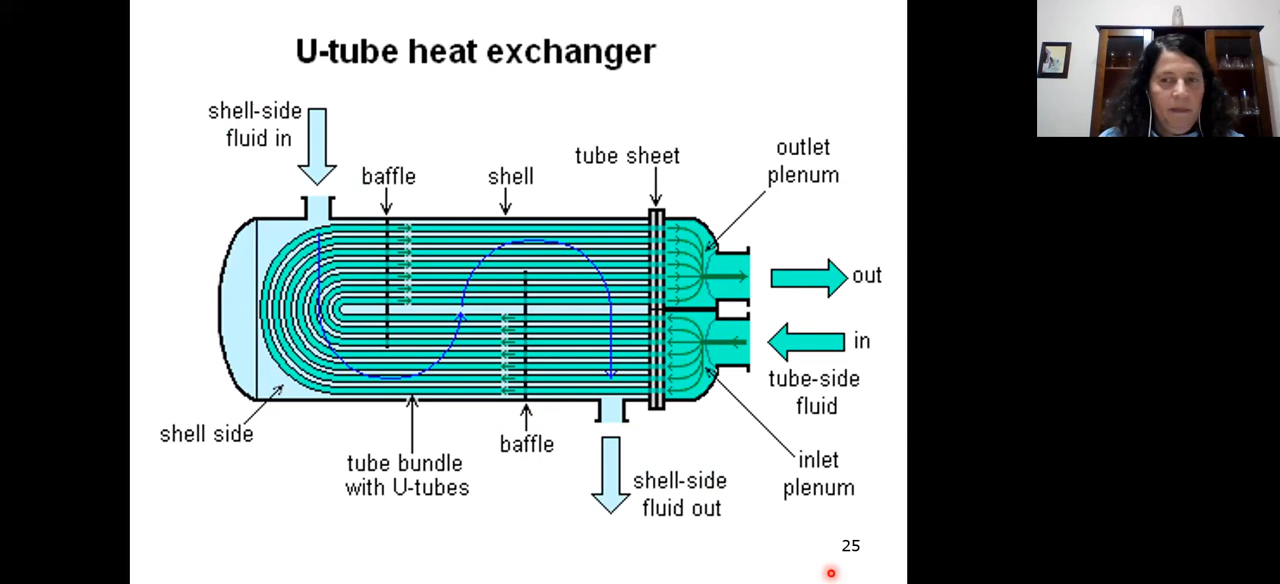 U-tube heat exchanger
shell-side
fluid in
baffle
shell
tube sheet
outlet
plenum
out
in
tube-side
fluid
shell side
tube bundle
with U-tubes
baffle
shell-side
fluid out
inlet
plenum
25